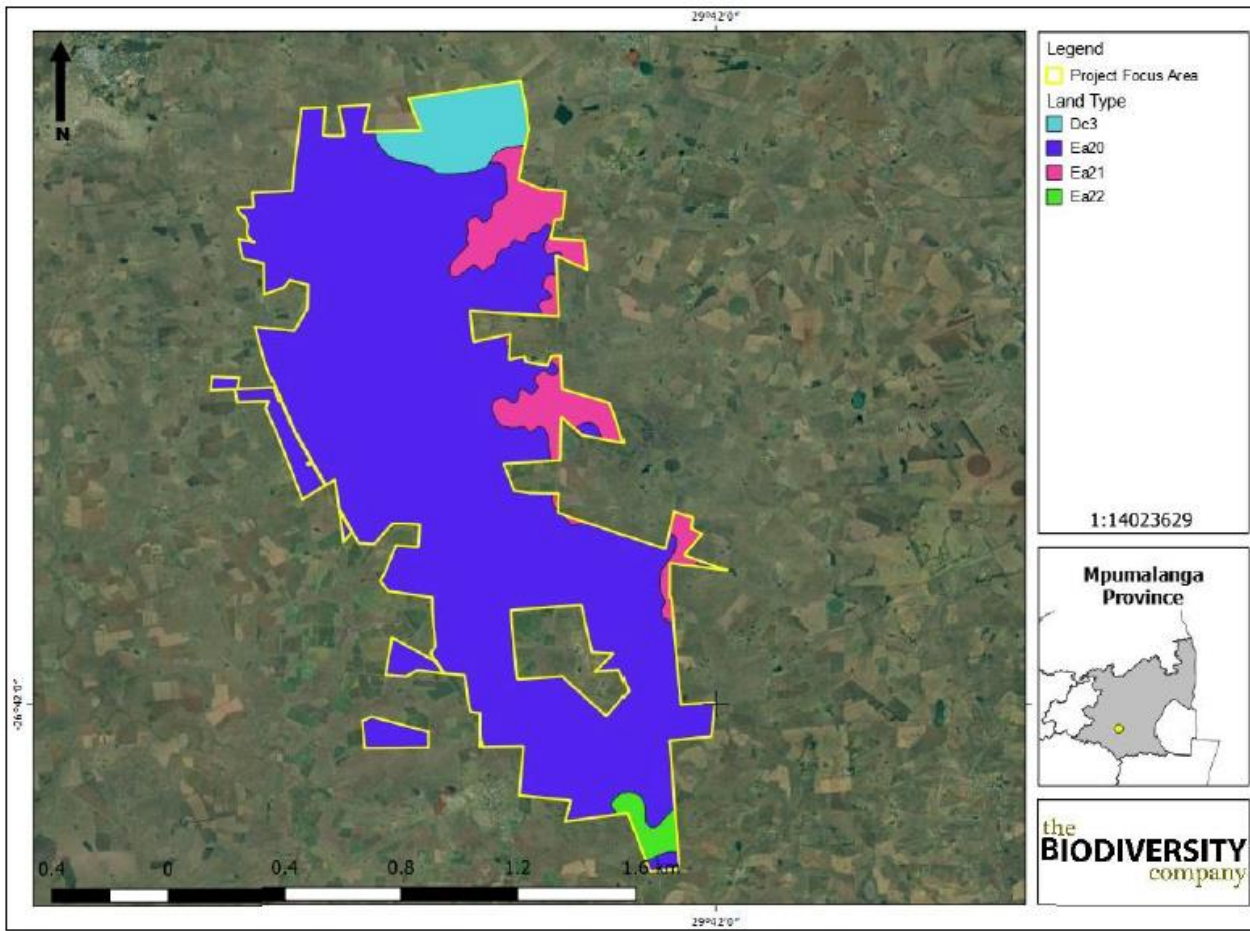 29°42'0"
N
-26°42'0"
0.4 0 0.4 0.8 1.2 1.6 km
29°42'0"
Legend
Project Focus Area
Land Type
Dc3
Ea20
Ea21
Ea22
1:14023629
Mpumalanga
Province
the
BIODIVERSITY
company